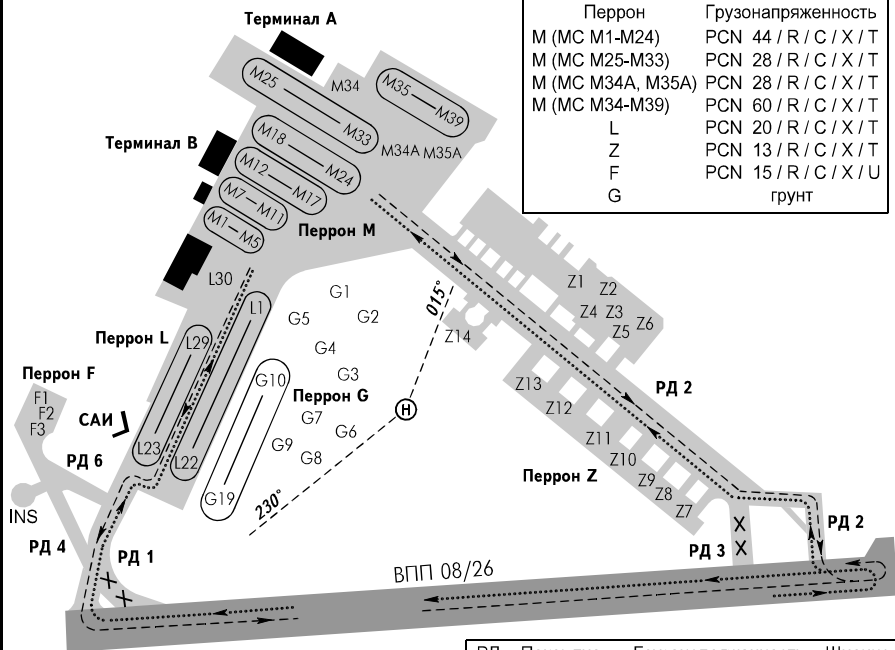 Терминал A
Перрон Грузонапряженность
M (МС M1-M24) PCN 44 / R / C / X / T
M (МС M25-M33) PCN 28 / R / C / X / T
M (МС M34A, M35A) PCN 28 / R / C / X / T
M (МС M34-M39) PCN 60 / R / C / X / T
L PCN 20 / R / C / X / T
Z PCN 13 / R / C / X / T
F PCN 15 / R / C / X / U
G грунт
M25
M34
M35
M39
M33
M18
Терминал B
M34A M35A
M12
M24
M7
M17
M11
M1
M5
Перрон M
L30
G1
Z1
Z2
015°
L1
G5
G2
Z4
Z3
Z6
Z5
Z14
Перрон L
L29
G4
Перрон F
G3
G10
Перрон G
Z13
РД 2
F1
F2
F3
САИ
Z12
H
G7
G6
L23
G9
Z11
L22
G8
Z10
РД 6
Перрон Z
Z9
Z8
G19
230°
Z7
INS
РД 4
РД 1
РД 3
X
X
РД 2
X
X
ВПП 08/26